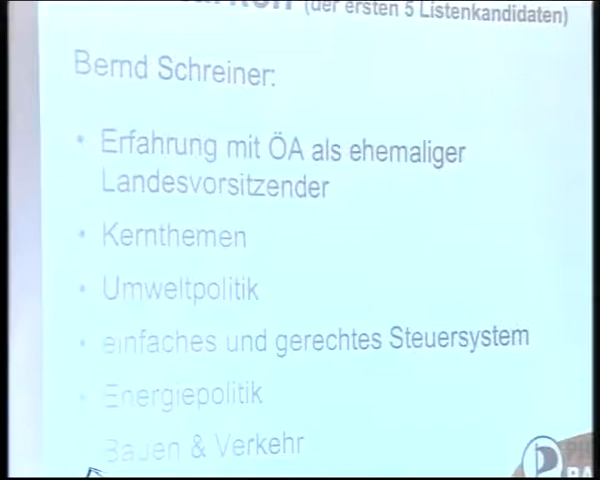 (der ersten 5 Listenkandidaten)
Bernd Schreiner:
• Erfahrung mit ÖA als ehemaliger
Landesvorsitzender
• Kernthemen
• Umweltpolitik
• einfaches und gerechtes Steuersystem
• Energiepolitik
Bauen & Verkehr